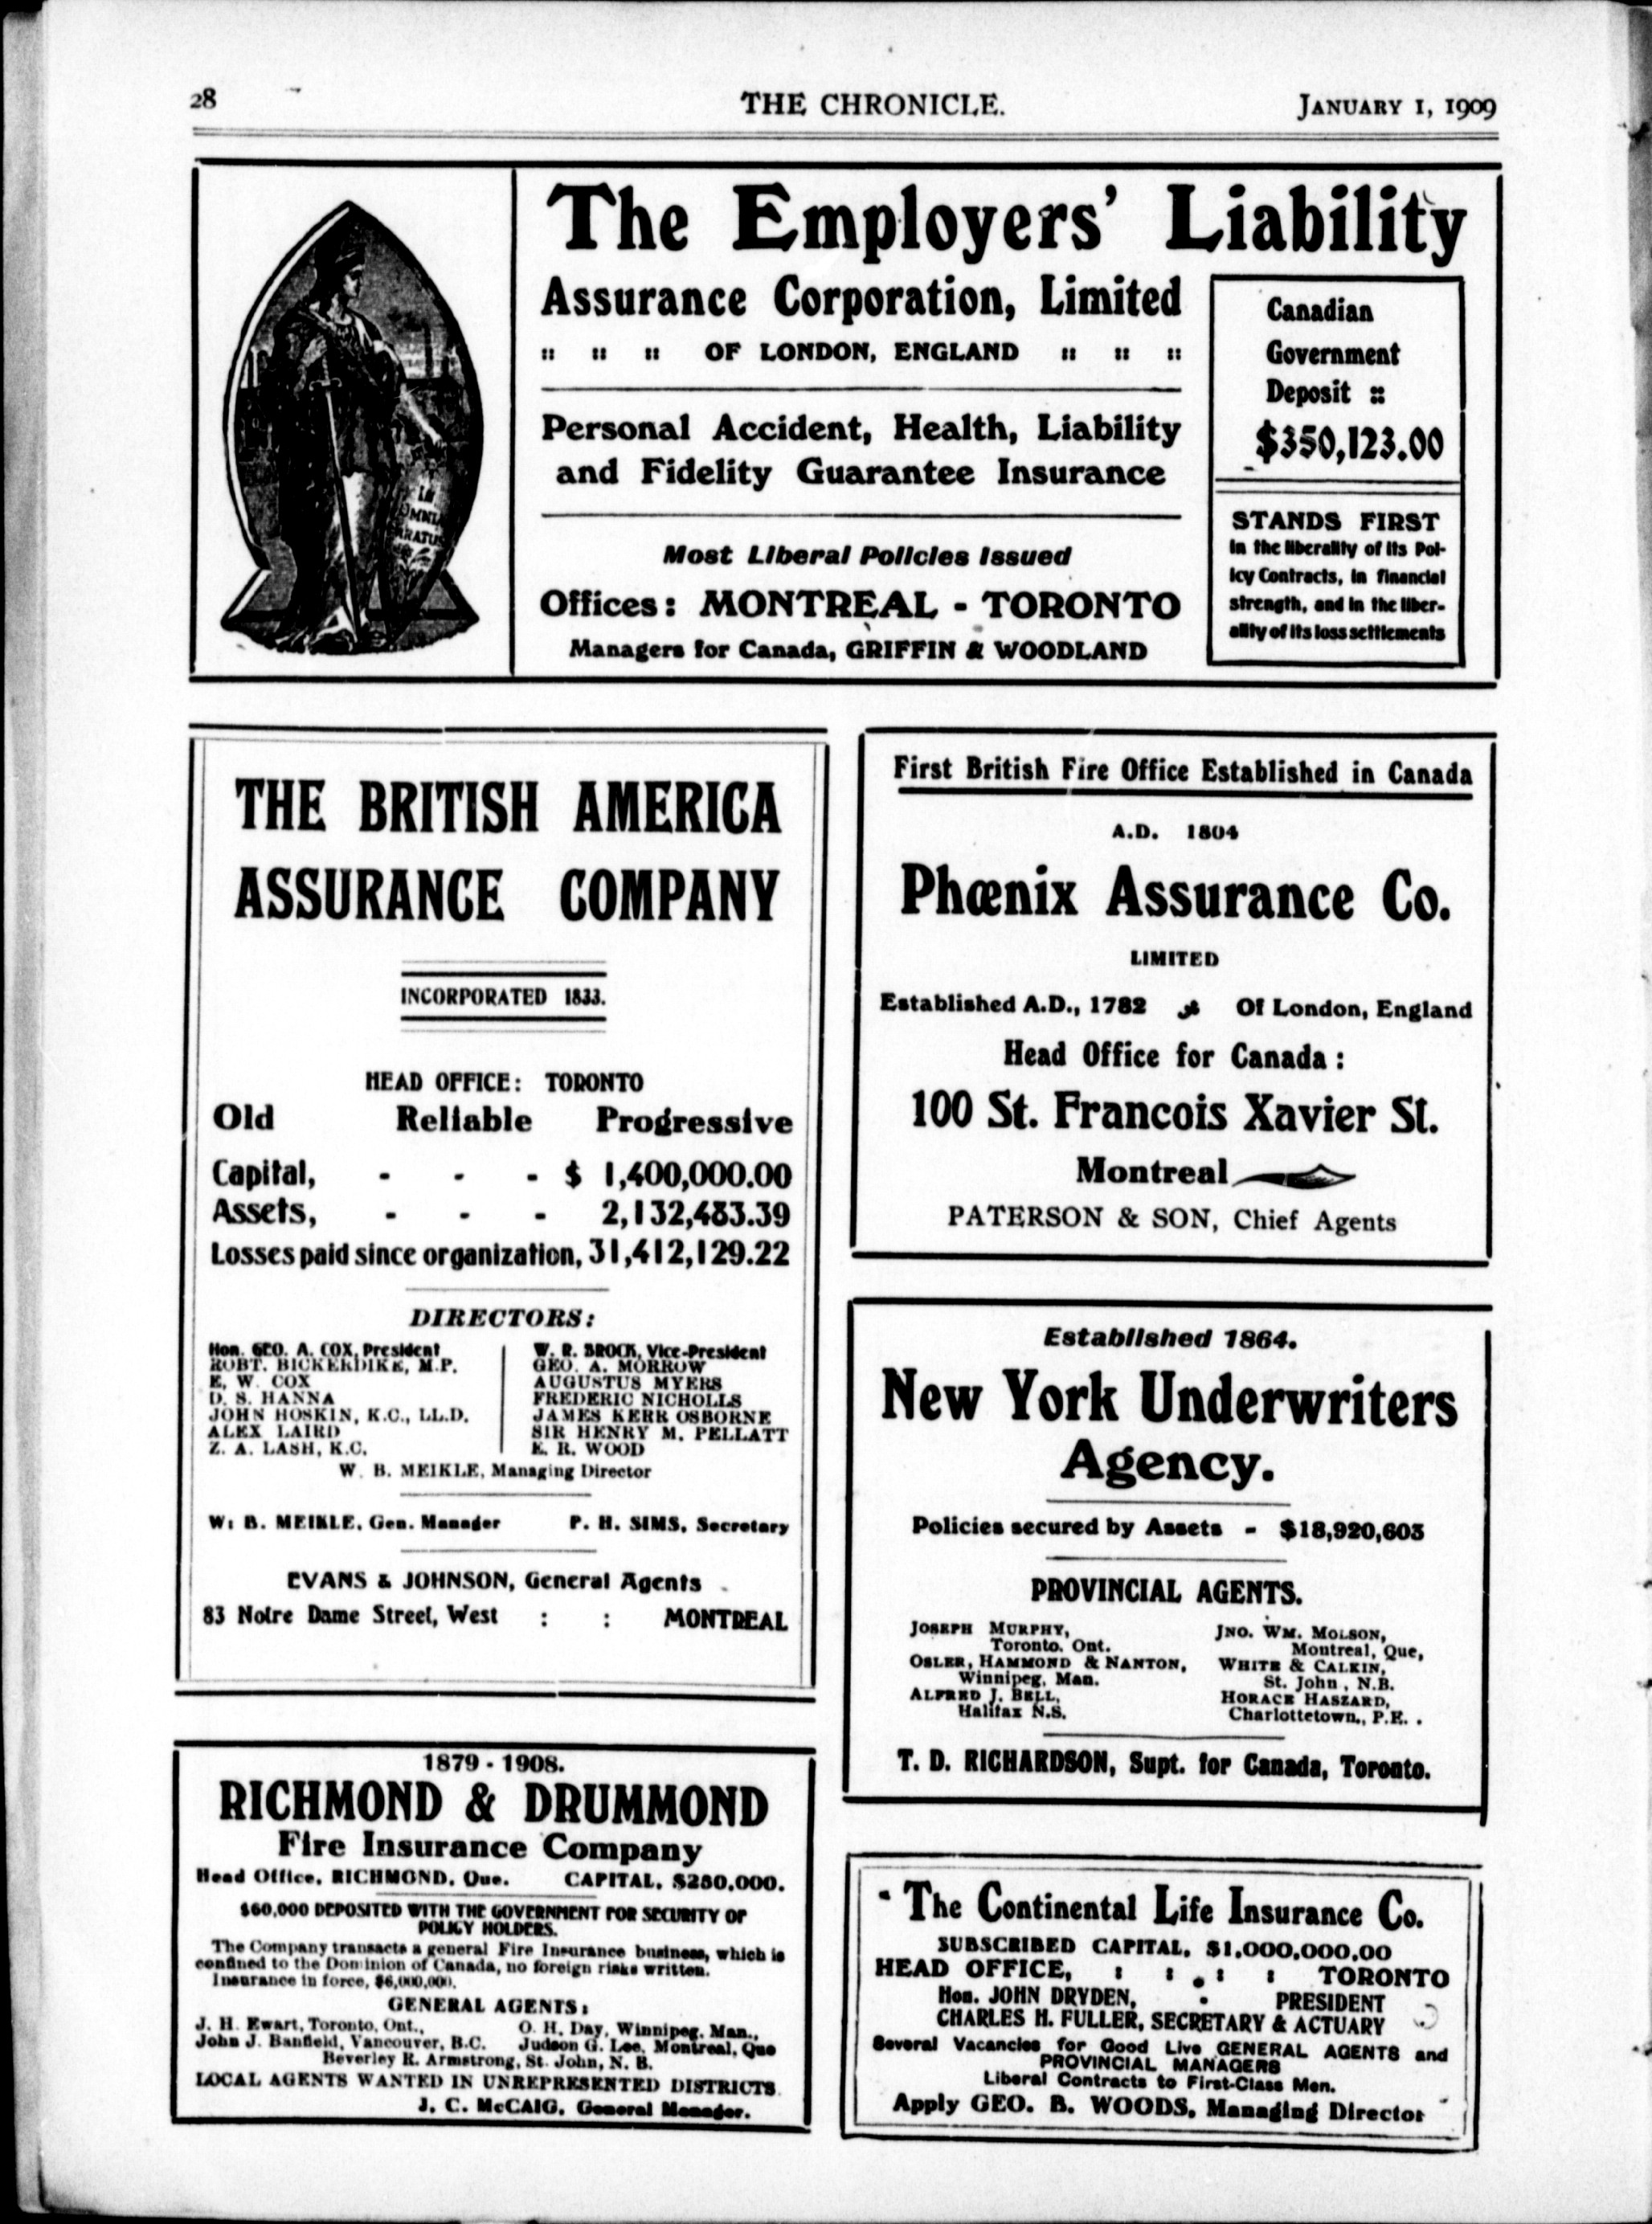 28
THE CHRONICLE.
JANUARY 1, 1909
The Employers' Liability
Assurance Corporation, Limited
:: :: :: OF LONDON, ENGLAND :: :: ::
Personal Accident, Health, Liability
and Fidelity Guarantee Insurance
Most Liberal Policies Issued
Offices: MONTREAL - TORONTO
Managers for Canada, GRIFFIN & WOODLAND
Canadian
Government
Deposit ::
$350,123.00
STANDS FIRST
in the liberality of its Pol-
icy Contracts, in financial
strength, and in the liber-
ality of its loss settlements
IN
OMNIA
PARATUS
THE BRITISH AMERICA
ASSURANCE COMPANY
INCORPORATED 1833.
HEAD OFFICE: TORONTO
Old Reliable Progressive
Capital, - - - $ 1,400,000.00
Assets, - - - 2,132,483.39
Losses paid since organization, 31,412,129.22
DIRECTORS:
Hon. GEO. A. COX, President
ROBT. BICKERDIKE, M.P.
E. W. COX
D. S. HANNA
JOHN HOSKIN, K.C., LL.D.
ALEX LAIRD
Z. A. LASH, K.C.
W. R. BROCK, Vice-President
GEO. A. MORROW
AUGUSTUS MYERS
FREDERIC NICHOLLS
JAMES KERR OSBORNE
SIR HENRY M. PELLATT
E. R. WOOD
W. B. MEIKLE, Managing Director
W. B. MEIKLE, Gen. Manager P. H. SIMS, Secretary
EVANS & JOHNSON, General Agents
83 Notre Dame Street, West : : MONTREAL
1879 - 1908.
RICHMOND & DRUMMOND
Fire Insurance Company
Head Office, RICHMOND, Que. CAPITAL, $250,000.
$60,000 DEPOSITED WITH THE GOVERNMENT FOR SECURITY OF
POLICY HOLDERS.
The Company transacts a general Fire Insurance business, which is
confined to the Dominion of Canada, no foreign risks written.
Insurance in force, $6,000,000.
GENERAL AGENTS:
J. H. Ewart, Toronto, Ont., O. H. Day, Winnipeg, Man.,
John J. Banfield, Vancouver, B.C. Judson G. Lee, Montreal, Que
Beverley R. Armstrong, St. John, N. B.
LOCAL AGENTS WANTED IN UNREPRESENTED DISTRICTS
J. C. McCAIG, General Manager.
First British Fire Office Established in Canada
A.D. 1804
Phœnix Assurance Co.
LIMITED
Established A.D., 1782 Of London, England
Head Office for Canada:
100 St. Francois Xavier St.
Montreal
PATERSON & SON, Chief Agents
Established 1864.
New York Underwriters
Agency.
Policies secured by Assets - $18,920,603
PROVINCIAL AGENTS.
JOSEPH MURPHY,
Toronto. Ont.
OSLER, HAMMOND & NANTON,
Winnipeg, Man.
ALFRED J. BELL,
Halifax N.S.
JNO. WM. MOLSON,
Montreal, Que,
WHITE & CALKIN,
St. John, N.B.
HORACE HASZARD,
Charlottetown., P.E. .
T. D. RICHARDSON, Supt. for Canada, Toronto.
The Continental Life Insurance Co.
SUBSCRIBED CAPITAL, $1,000,000.00
HEAD OFFICE, : : : : TORONTO
Hon. JOHN DRYDEN, PRESIDENT
CHARLES H. FULLER, SECRETARY & ACTUARY
Several Vacancies for Good Live GENERAL AGENTS and
PROVINCIAL MANAGERS
Liberal Contracts to First-Class Men.
Apply GEO. B. WOODS, Managing Director